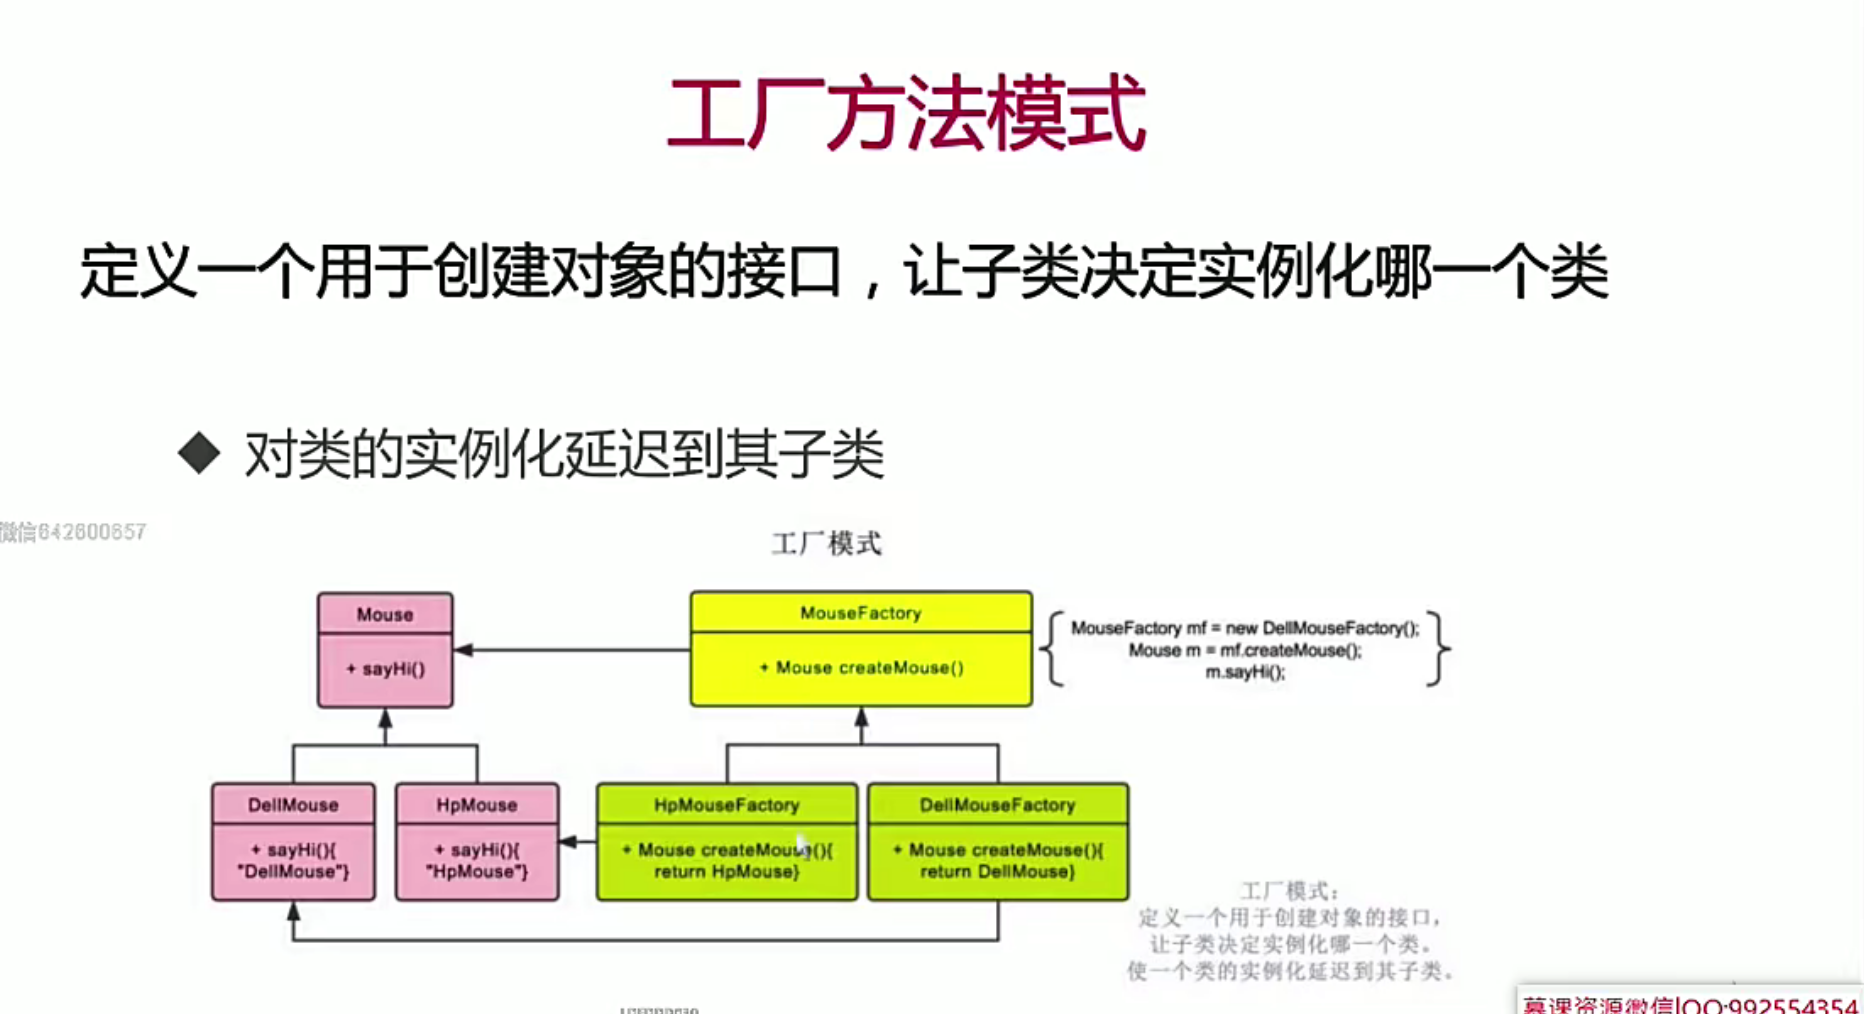 工厂方法模式
定义一个用于创建对象的接口，让子类决定实例化哪一个类
◆ 对类的实例化延迟到其子类
微信642600657
工厂模式
Mouse
+ sayHi()
MouseFactory
+ Mouse createMouse()
MouseFactory mf = new DellMouseFactory();
Mouse m = mf.createMouse();
m.sayHi();
DellMouse
+ sayHi(){
"DellMouse"}
HpMouse
+ sayHi(){
"HpMouse"}
HpMouseFactory
+ Mouse createMouse(){
return HpMouse}
DellMouseFactory
+ Mouse createMouse(){
return DellMouse}
工厂模式：
定义一个用于创建对象的接口，
让子类决定实例化哪一个类。
使一个类的实例化延迟到其子类。
慕课资源微信|QQ:992554354